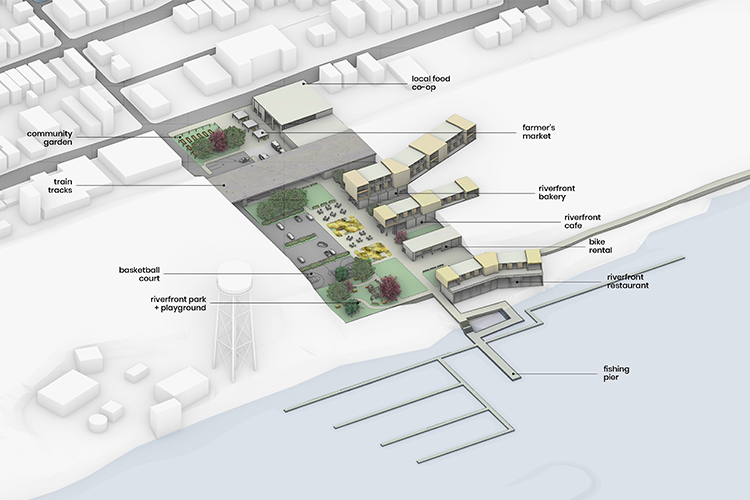 local food
co-op
community
garden
farmer's
market
train
tracks
riverfront
bakery
riverfront
cafe
bike
rental
basketball
court
riverfront
restaurant
riverfront park
+ playground
fishing
pier